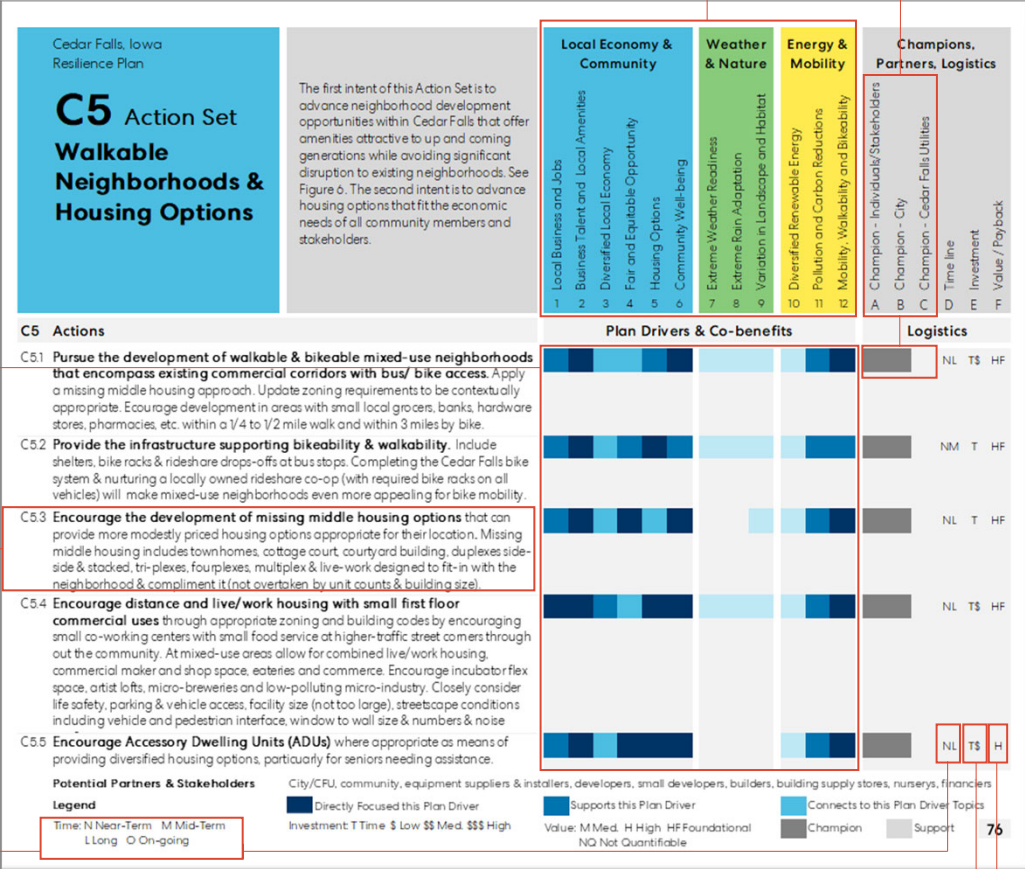 Cedar Falls, Iowa
Resilience Plan
C5 Action Set
Walkable
Neighborhoods &
Housing Options
The first intent of this Action Set is to
advance neighborhood development
opportunities within Cedar Falls that offer
amenities attractive to up and coming
generations while avoiding significant
disruption to existing neighborhoods. See
Figure 6. The second intent is to advance
housing options that fit the economic
needs of all community members and
stakeholders.
Local Economy &
Community
Weather
& Nature
Energy &
Mobility
Champions,
Partners, Logistics
Local Business and Jobs
Business Talent and Local Amenities
Diversified Local Economy
Fair and Equitable Opportunity
Housing Options
Community Well-being
Extreme Weather Readiness
Extreme Rain Adaptation
Variation in Landscape and Habitat
Diversified Renewable Energy
Pollution and Carbon Reductions
Mobility, Walkability and Bikeability
Champion - Individuals/Stakeholders
Champion - City
Champion - Cedar Falls Utilities
Time line
Investment
Value / Payback
1 2 3 4 5 6 7 8 9 10 11 12 A B C D E F
C5 Actions
Plan Drivers & Co-benefits
Logistics
C5.1 Pursue the development of walkable & bikeable mixed-use neighborhoods
that encompass existing commercial corridors with bus/ bike access. Apply
a missing middle housing approach. Update zoning requirements to be contextually
appropriate. Ecourage development in areas with small local grocers, banks, hardware
stores, pharmacies, etc. within a 1/4 to 1/2 mile walk and within 3 miles by bike.
NL T$ HF
C5.2 Provide the infrastructure supporting bikeability & walkability. Include
shelters, bike racks & rideshare drops-offs at bus stops. Completing the Cedar Falls bike
system & nurturing a locally owned rideshare co-op (with required bike racks on all
vehicles) will make mixed-use neighborhoods even more appealing for bike mobility.
NM T HF
C5.3 Encourage the development of missing middle housing options that can
provide more modestly priced housing options appropriate for their location. Missing
middle housing includes townhomes, cottage court, courtyard building, duplexes side-
side & stacked, tri-plexes, fourplexes, multiplex & live-work designed to fit-in with the
neighborhood & compliment it (not overtaken by unit counts & building size).
NL T HF
C5.4 Encourage distance and live/work housing with small first floor
commercial uses through appropriate zoning and building codes by encouraging
small co-working centers with small food service at higher-traffic street corners through
out the community. At mixed-use areas allow for combined live/work housing,
commercial maker and shop space, eateries and commerce. Encourage incubator flex
space, artist lofts, micro-breweries and low-polluting micro-industry. Closely consider
life safety, parking & vehicle access, facility size (not too large), streetscape conditions
including vehicle and pedestrian interface, window to wall size & numbers & noise
NL T$ HF
C5.5 Encourage Accessory Dwelling Units (ADUs) where appropriate as means of
providing diversified housing options, particuarly for seniors needing assistance.
NL T$ H
Potential Partners & Stakeholders City/CFU, community, equipment suppliers & installers, developers, small developers, builders, building supply stores, nurserys, financiers
Legend Directly Focused this Plan Driver Supports this Plan Driver Connects to this Plan Driver Topics
Time: N Near-Term M Mid-Term Investment: T Time $ Low $$ Med. $$$ High Value: M Med. H High HF Foundational Champion Support 76
L Long O On-going NQ Not Quantifiable